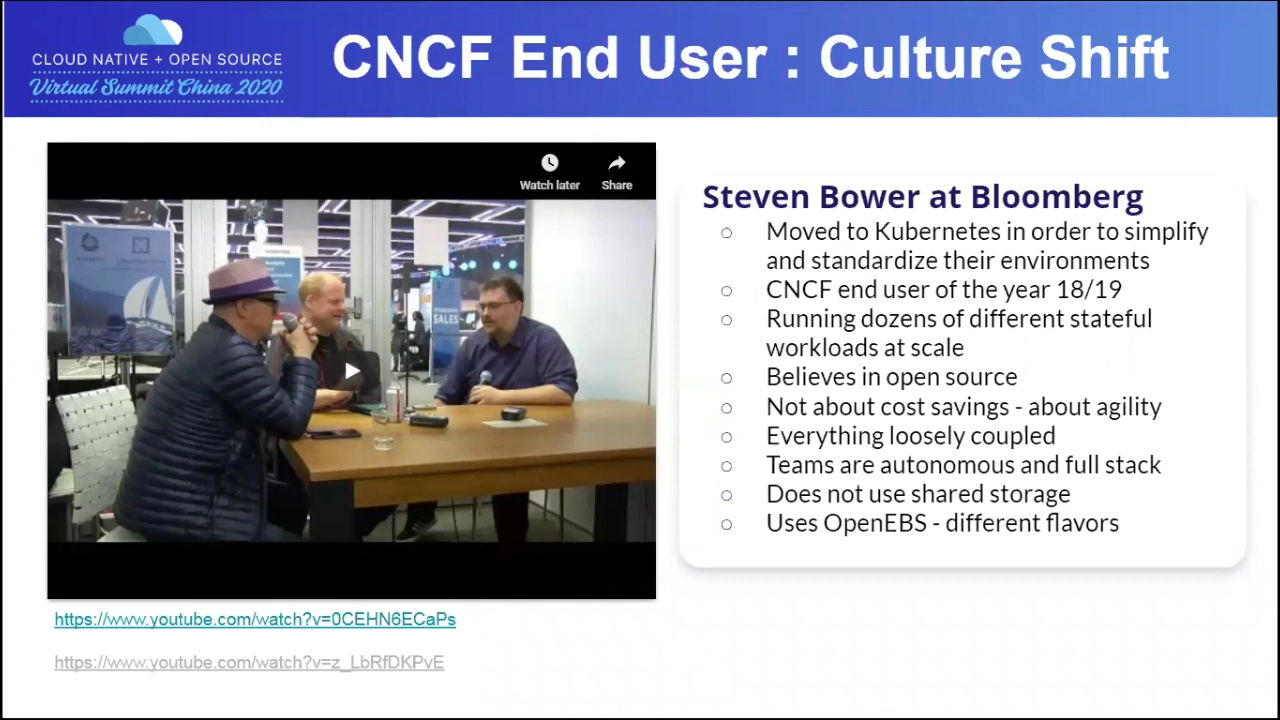 CLOUD NATIVE + OPEN SOURCE
Virtual Summit China 2020
CNCF End User : Culture Shift
Watch later
Share
SALES
Steven Bower at Bloomberg
○ Moved to Kubernetes in order to simplify
and standardize their environments
○ CNCF end user of the year 18/19
○ Running dozens of different stateful
workloads at scale
○ Believes in open source
○ Not about cost savings - about agility
○ Everything loosely coupled
○ Teams are autonomous and full stack
○ Does not use shared storage
○ Uses OpenEBS - different flavors
https://www.youtube.com/watch?v=0CEHN6ECaPs
https://www.youtube.com/watch?v=z_LbRfDKPvE